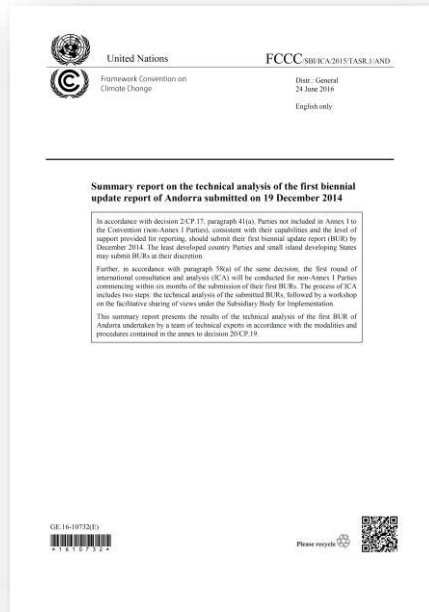 United Nations
FCCC/SBI/ICA/2015/TASR.1/AND
Framework Convention on
Climate Change
Distr.: General
24 June 2016
English only
Summary report on the technical analysis of the first biennial
update report of Andorra submitted on 19 December 2014
In accordance with decision 2/CP.17, paragraph 41(a), Parties not included in Annex I to
the Convention (non-Annex I Parties), consistent with their capabilities and the level of
support provided for reporting, should submit their first biennial update report (BUR) by
December 2014. The least developed country Parties and small island developing States
may submit BURs at their discretion.
Further, in accordance with paragraph 58(a) of the same decision, the first round of
international consultation and analysis (ICA) will be conducted for non-Annex I Parties
commencing within six months of the submission of their first BURs. The process of ICA
includes two steps: the technical analysis of the submitted BURs, followed by a workshop
on the facilitative sharing of views under the Subsidiary Body for Implementation.
This summary report presents the results of the technical analysis of the first BUR of
Andorra undertaken by a team of technical experts in accordance with the modalities and
procedures contained in the annex to decision 20/CP.19.
GE.16-10732(E)
*1610732*
Please recycle